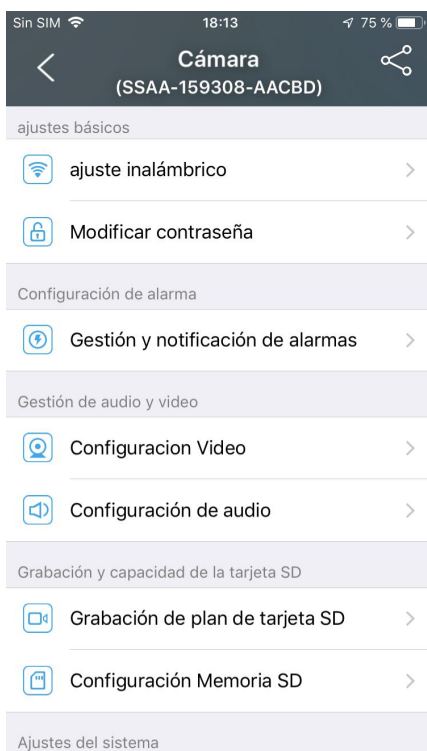 Sin SIM 18:13 75 %
Cámara
(SSAA-159308-AACBD)
ajustes básicos
ajuste inalámbrico
Modificar contraseña
Configuración de alarma
Gestión y notificación de alarmas
Gestión de audio y video
Configuracion Video
Configuración de audio
Grabación y capacidad de la tarjeta SD
Grabación de plan de tarjeta SD
Configuración Memoria SD
Ajustes del sistema